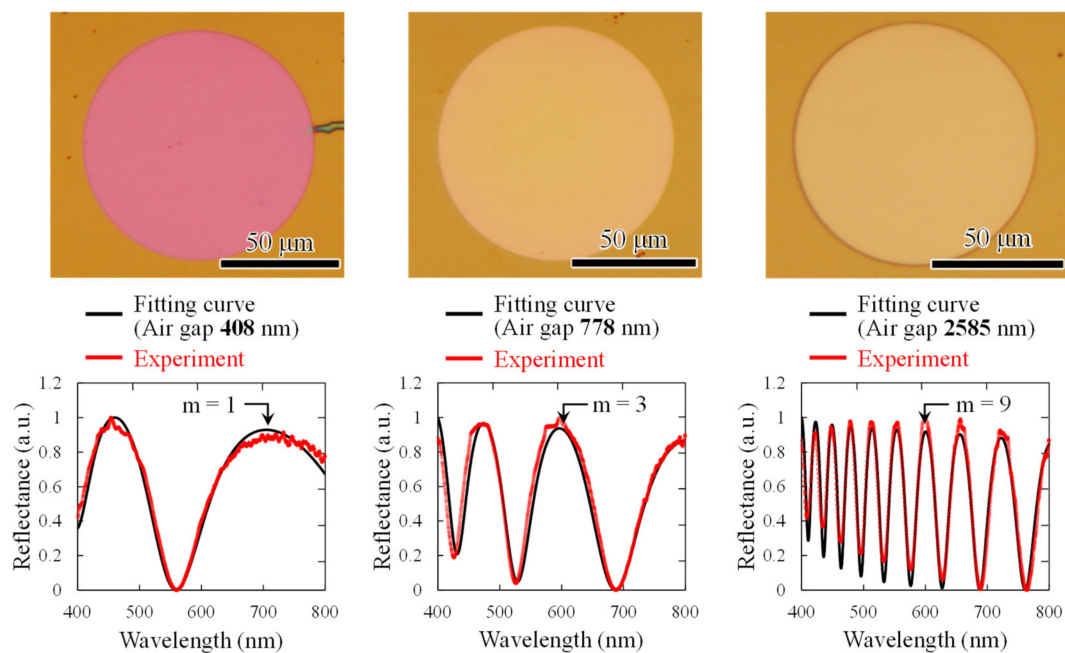 50 μm
50 μm
50 μm
Fitting curve
(Air gap 408 nm)
Experiment
Fitting curve
(Air gap 778 nm)
Experiment
Fitting curve
(Air gap 2585 nm)
Experiment
Reflectance (a.u.)
1.2
1
0.8
0.6
0.4
0.2
0
m = 1
400 500 600 700 800
Wavelength (nm)
Reflectance (a.u.)
1.2
1
0.8
0.6
0.4
0.2
0
m = 3
400 500 600 700 800
Wavelength (nm)
Reflectance (a.u.)
1.2
1
0.8
0.6
0.4
0.2
0
m = 9
400 500 600 700 800
Wavelength (nm)